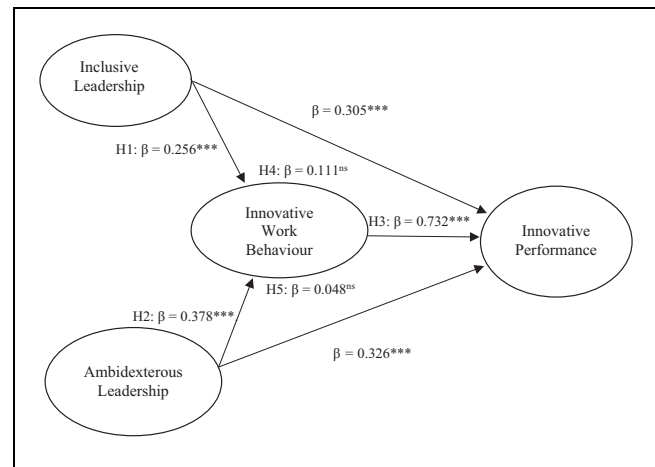 Inclusive
Leadership
β = 0.305***
H1: β = 0.256***
H4: β = 0.111ⁿˢ
Innovative
Work
Behaviour
H3: β = 0.732***
Innovative
Performance
H5: β = 0.048ⁿˢ
H2: β = 0.378***
β = 0.326***
Ambidexterous
Leadership